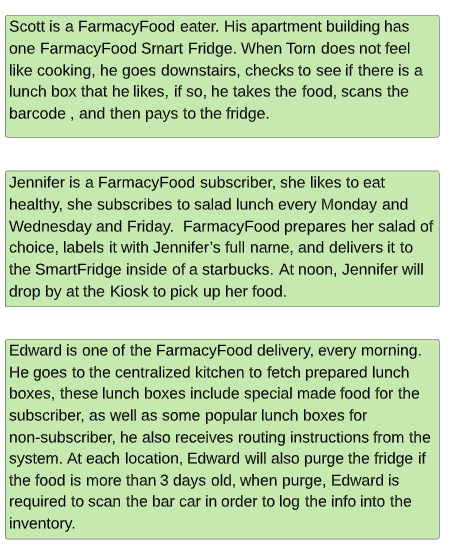 Scott is a FarmacyFood eater. His apartment building has
one FarmacyFood Smart Fridge. When Tom does not feel
like cooking, he goes downstairs, checks to see if there is a
lunch box that he likes, if so, he takes the food, scans the
barcode , and then pays to the fridge.
Jennifer is a FarmacyFood subscriber, she likes to eat
healthy, she subscribes to salad lunch every Monday and
Wednesday and Friday.  FarmacyFood prepares her salad of
choice, labels it with Jennifer's full name, and delivers it to
the SmartFridge inside of a starbucks. At noon, Jennifer will
drop by at the Kiosk to pick up her food.
Edward is one of the FarmacyFood delivery, every morning.
He goes to the centralized kitchen to fetch prepared lunch
boxes, these lunch boxes include special made food for the
subscriber, as well as some popular lunch boxes for
non-subscriber, he also receives routing instructions from the
system. At each location, Edward will also purge the fridge if
the food is more than 3 days old, when purge, Edward is
required to scan the bar car in order to log the info into the
inventory.